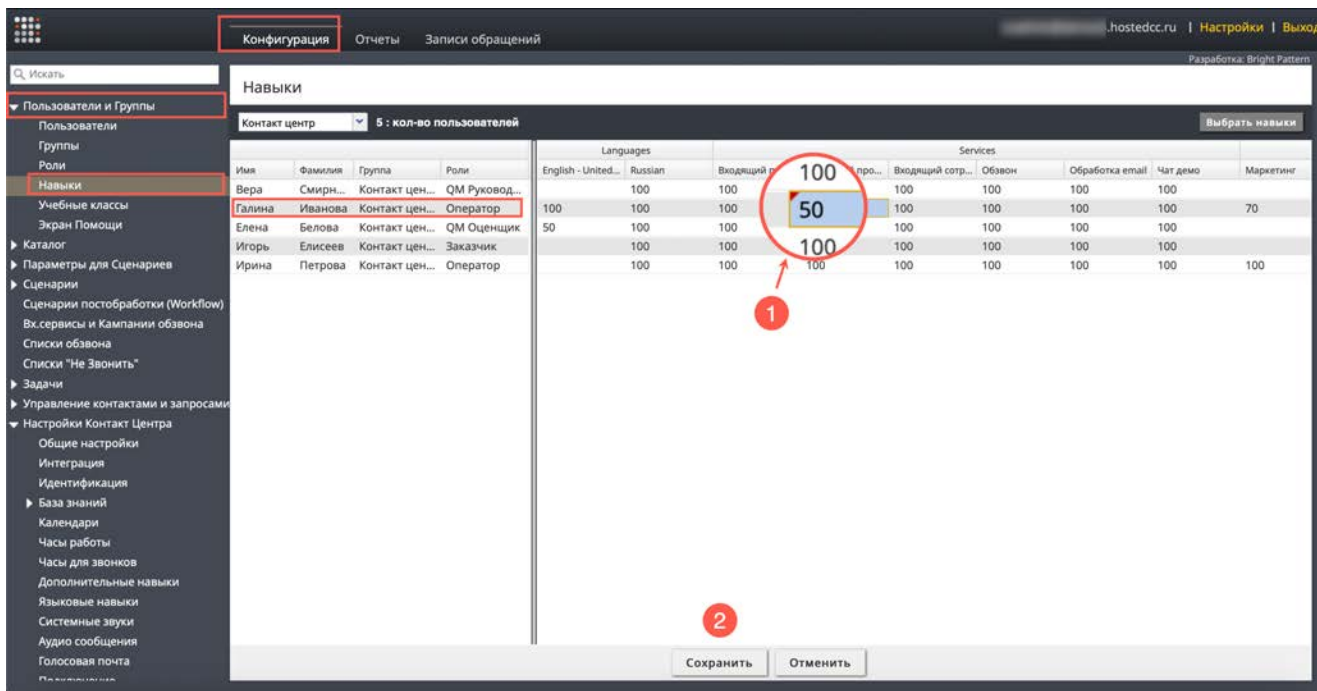 Конфигурация Отчеты Записи обращений .hostedcc.ru | Настройки | Выход
Разработка: Bright Pattern
Искать
Навыки
Контакт центр 5 : кол-во пользователей Выбрать навыки
Пользователи и Группы
Пользователи
Группы
Роли
Навыки
Учебные классы
Экран Помощи
Каталог
Параметры для Сценариев
Сценарии
Сценарии постобработки (Workflow)
Вх.сервисы и Кампании обзвона
Списки обзвона
Списки "Не Звонить"
Задачи
Управление контактами и запросами
Настройки Контакт Центра
Общие настройки
Интеграция
Идентификация
База знаний
Календари
Часы работы
Часы для звонков
Дополнительные навыки
Языковые навыки
Системные звуки
Аудио сообщения
Голосовая почта
Languages Services
Имя Фамилия Группа Роли English - United... Russian Входящий про... Входящий сотр... Обзвон Обработка email Чат демо Маркетинг
Вера Смирн... Контакт цен... QM Руковод... 100 100 100 100 100 100 100
Галина Иванова Контакт цен... Оператор 100 100 100 50 100 100 100 100 70
Елена Белова Контакт цен... QM Оценщик 50 100 100 100 100 100 100 100
Игорь Елисеев Контакт цен... Заказчик 100 100 100 100 100 100
Ирина Петрова Контакт цен... Оператор 100 100 100 100 100 100 100 100
1
2
Сохранить Отменить